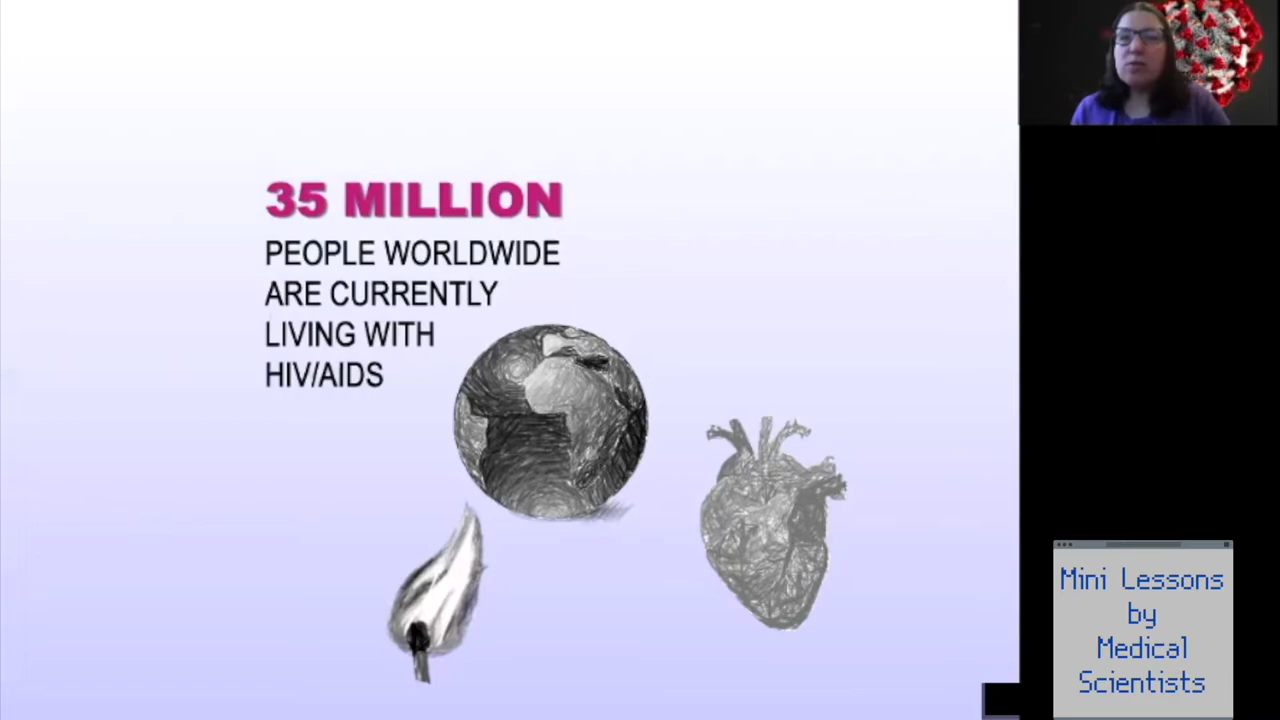 35 MILLION
PEOPLE WORLDWIDE
ARE CURRENTLY
LIVING WITH
HIV/AIDS
Mini Lessons
by
Medical
Scientists